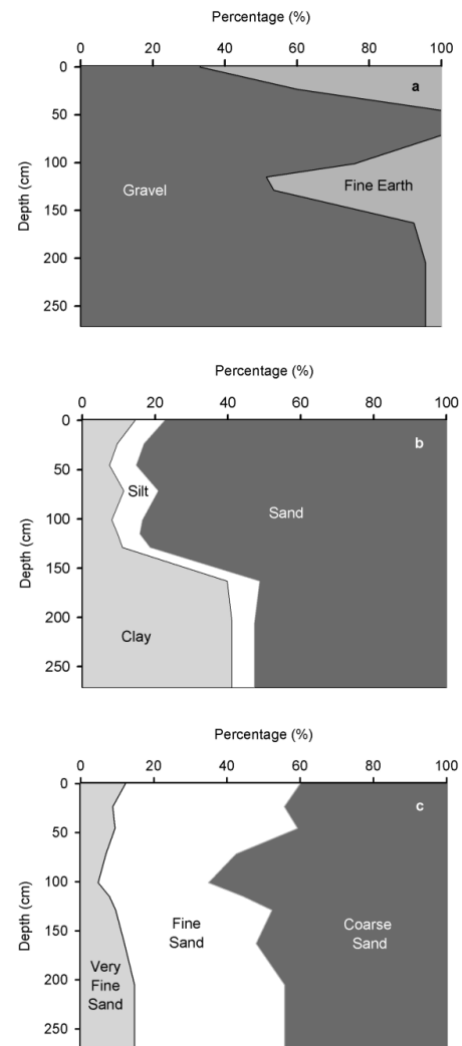 Percentage (%)
0 20 40 60 80 100
0
a
50
Depth (cm)
100
Gravel
Fine Earth
150
200
250
Percentage (%)
0 20 40 60 80 100
0
b
50
Silt
Sand
Depth (cm)
100
150
200
Clay
250
Percentage (%)
0 20 40 60 80 100
0
c
50
Depth (cm)
100
150
Fine
Sand
Coarse
Sand
200
Very
Fine
Sand
250